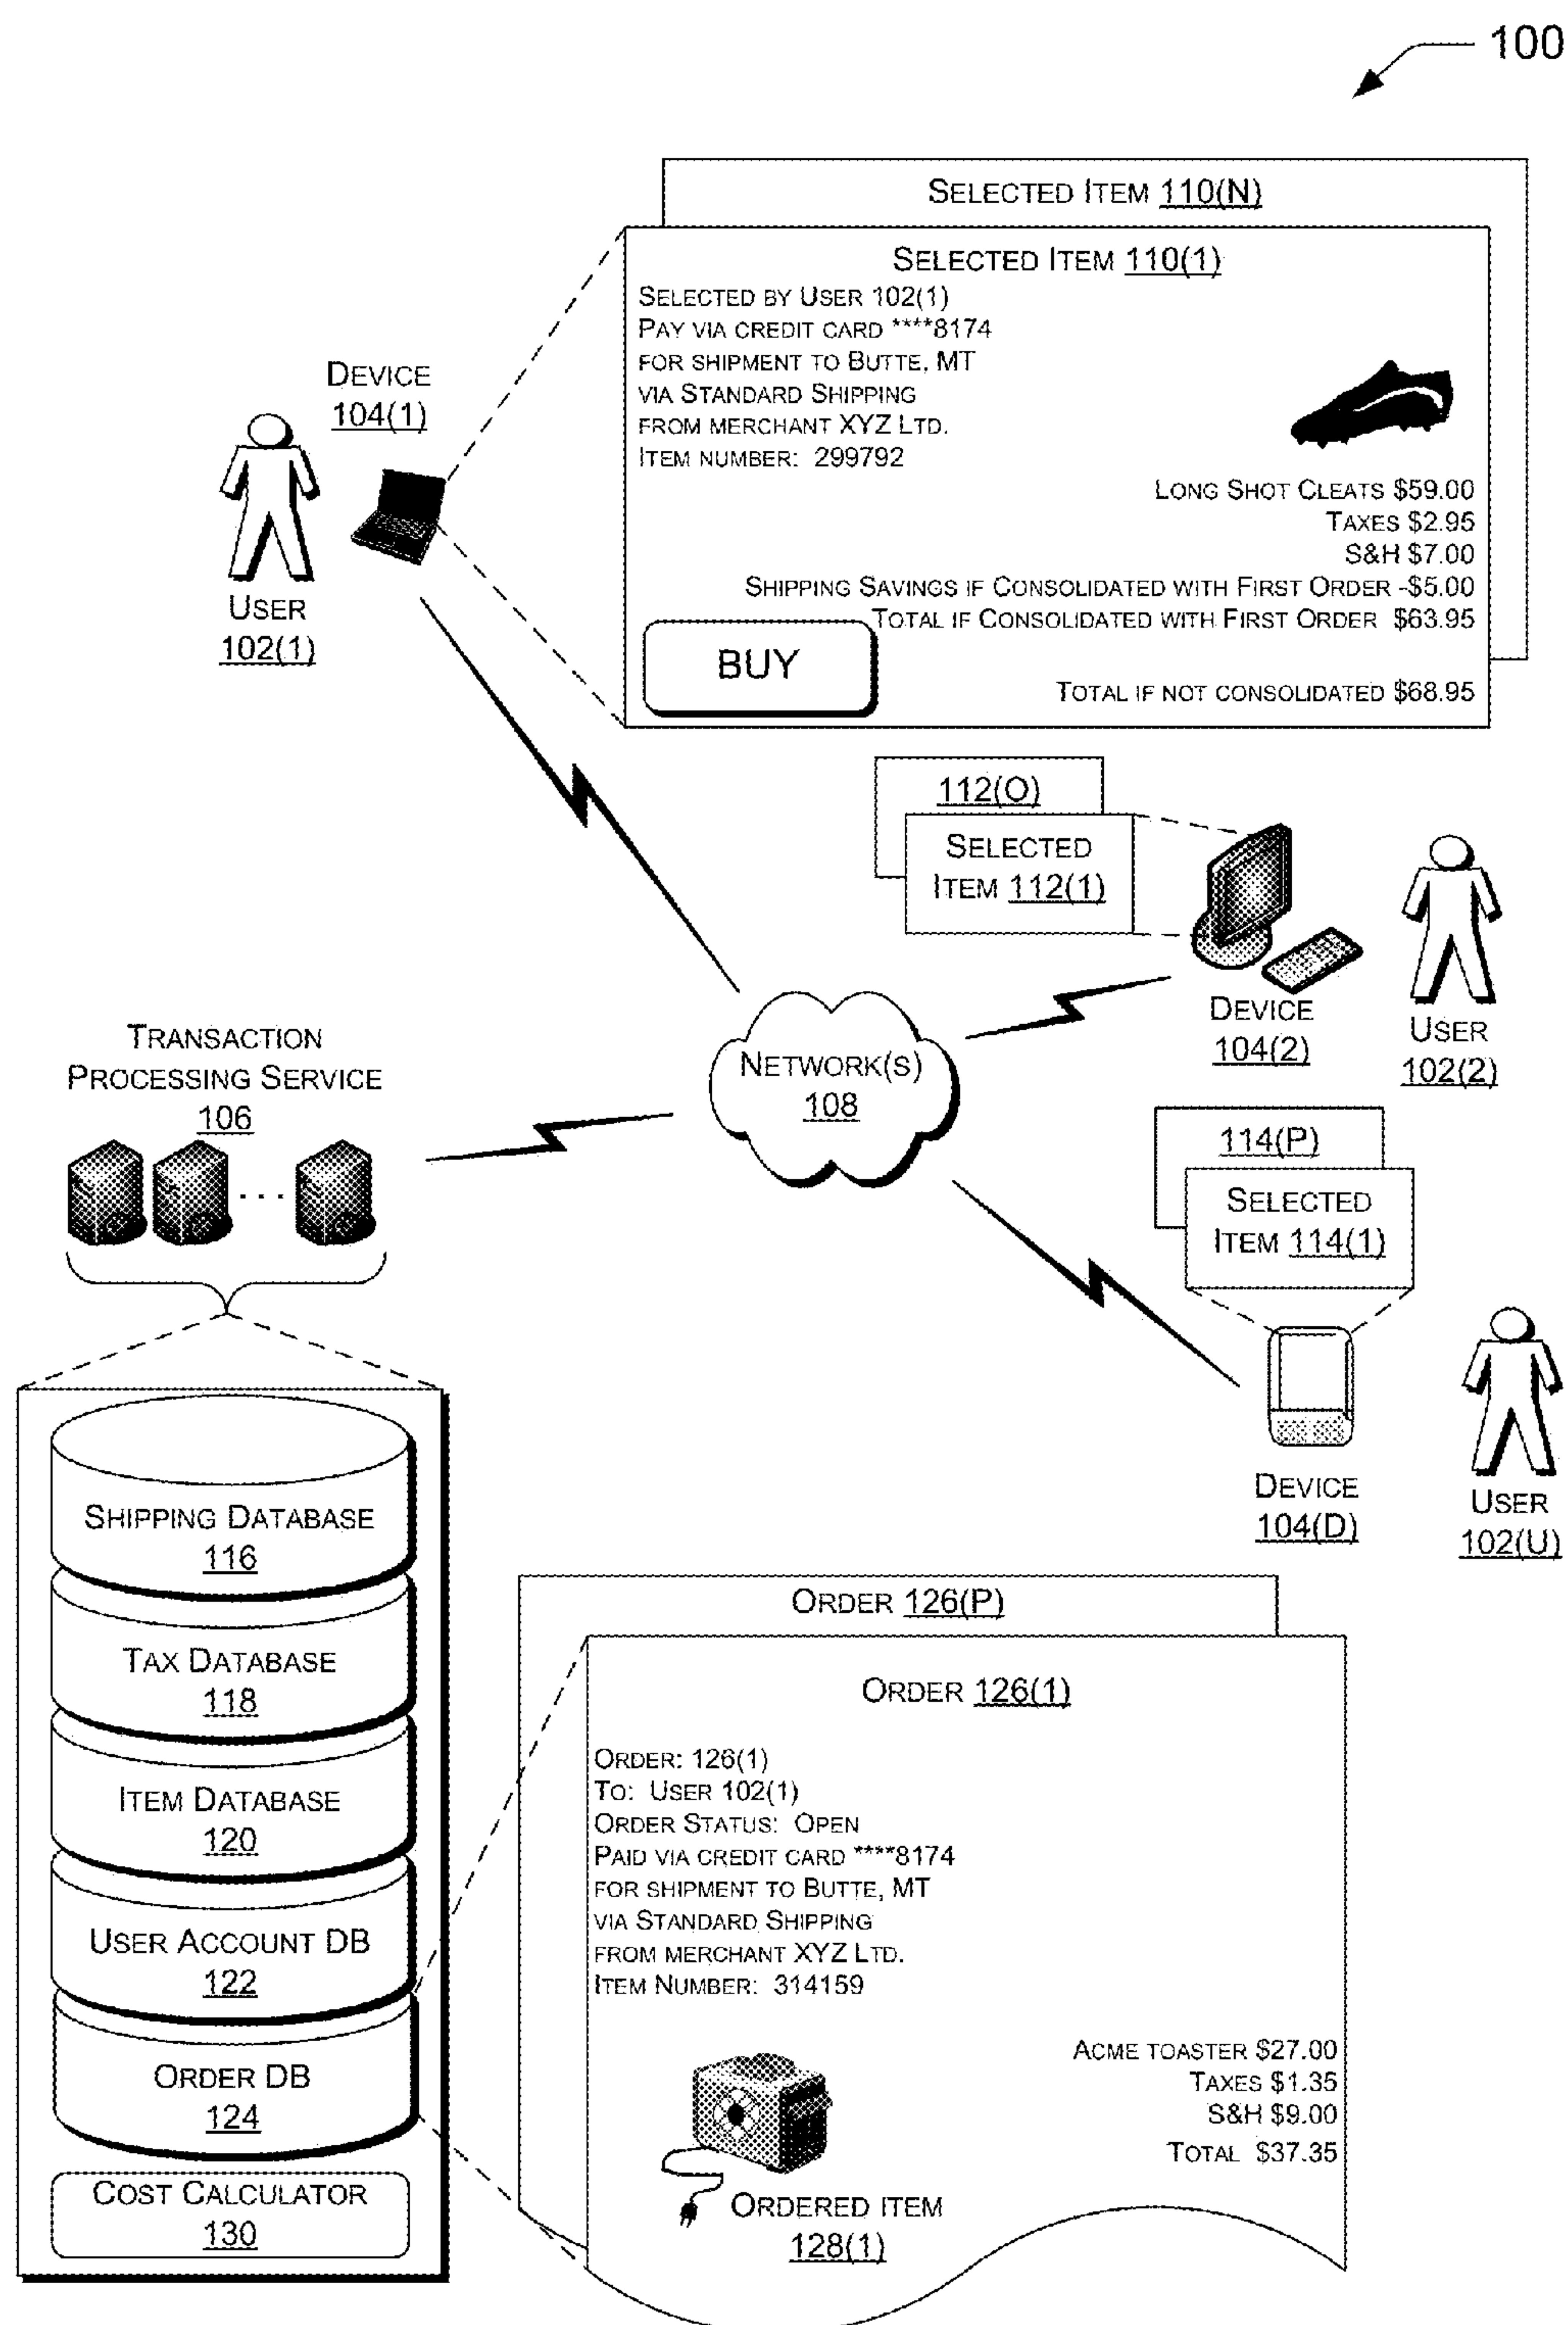 100
SELECTED ITEM 110(N)
SELECTED ITEM 110(1)
SELECTED BY USER 102(1)
PAY VIA CREDIT CARD ****8174
FOR SHIPMENT TO BUTTE, MT
VIA STANDARD SHIPPING
FROM MERCHANT XYZ LTD.
ITEM NUMBER: 299792
LONG SHOT CLEATS $59.00
TAXES $2.95
S&H $7.00
SHIPPING SAVINGS IF CONSOLIDATED WITH FIRST ORDER -$5.00
TOTAL IF CONSOLIDATED WITH FIRST ORDER $63.95
BUY
TOTAL IF NOT CONSOLIDATED $68.95
DEVICE
104(1)
USER
102(1)
112(O)
SELECTED
ITEM 112(1)
DEVICE
104(2)
USER
102(2)
TRANSACTION
PROCESSING SERVICE
106
...
NETWORK(S)
108
114(P)
SELECTED
ITEM 114(1)
DEVICE
104(D)
USER
102(U)
SHIPPING DATABASE
116
TAX DATABASE
118
ITEM DATABASE
120
USER ACCOUNT DB
122
ORDER DB
124
COST CALCULATOR
130
ORDER 126(P)
ORDER 126(1)
ORDER: 126(1)
TO: USER 102(1)
ORDER STATUS: OPEN
PAID VIA CREDIT CARD ****8174
FOR SHIPMENT TO BUTTE, MT
VIA STANDARD SHIPPING
FROM MERCHANT XYZ LTD.
ITEM NUMBER: 314159
ACME TOASTER $27.00
TAXES $1.35
S&H $9.00
TOTAL $37.35
ORDERED ITEM
128(1)